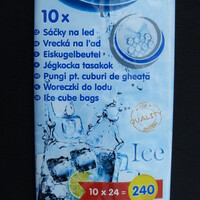 10 x
Sáčky na led
Vrecká na ľad
Eiskugelbeutel
Jégkocka tasakok
Pungi pt. cuburi de gheata
Woreczki do lodu
Ice cube bags
QUALITY
Ice
10 x 24 = 240